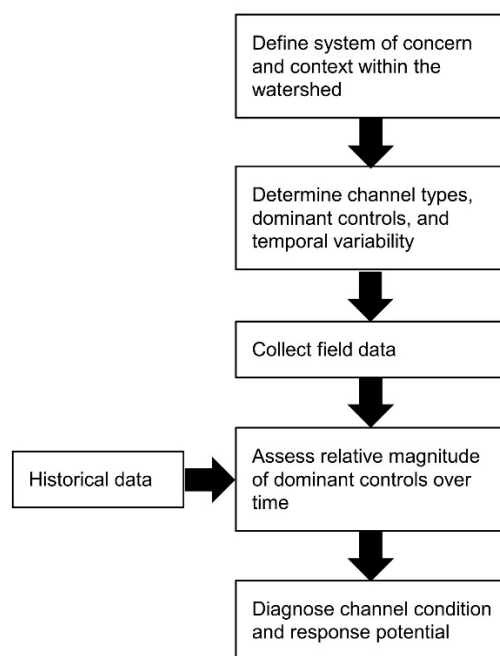 Define system of concern
and context within the
watershed
Determine channel types,
dominant controls, and
temporal variability
Collect field data
Historical data
Assess relative magnitude
of dominant controls over
time
Diagnose channel condition
and response potential